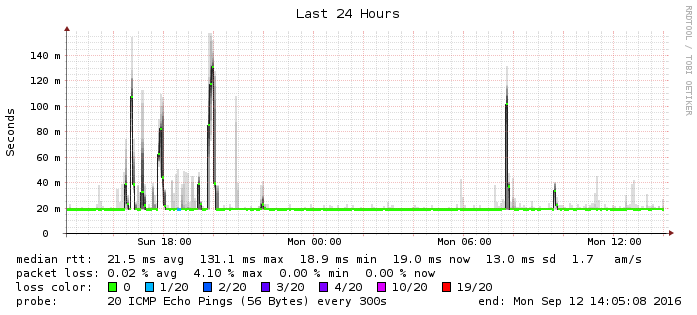 Last 24 Hours
RRDTOOL / TOBI OETIKER
Seconds
140 m
120 m
100 m
80 m
60 m
40 m
20 m
0
Sun 18:00 Mon 00:00 Mon 06:00 Mon 12:00
median rtt: 21.5 ms avg 131.1 ms max 18.9 ms min 19.0 ms now 13.0 ms sd 1.7 am/s
packet loss: 0.02 % avg 4.10 % max 0.00 % min 0.00 % now
loss color: 0 1/20 2/20 3/20 4/20 10/20 19/20
probe: 20 ICMP Echo Pings (56 Bytes) every 300s end: Mon Sep 12 14:05:08 2016